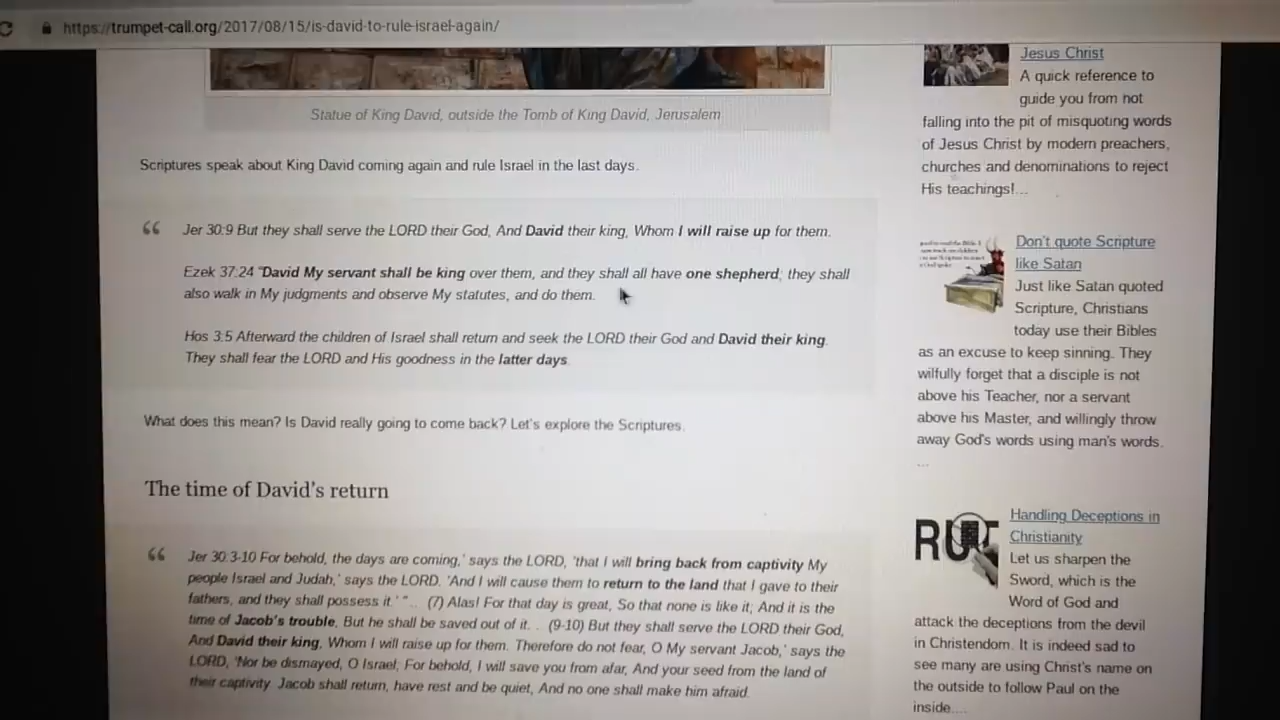 https://trumpet-call.org/2017/08/15/is-david-to-rule-israel-again/
Statue of King David, outside the Tomb of King David, Jerusalem
Scriptures speak about King David coming again and rule Israel in the last days.
Jer 30:9 But they shall serve the LORD their God, And David their king, Whom I will raise up for them.
Ezek 37:24 "David My servant shall be king over them, and they shall all have one shepherd; they shall
also walk in My judgments and observe My statutes, and do them.
Hos 3:5 Afterward the children of Israel shall return and seek the LORD their God and David their king.
They shall fear the LORD and His goodness in the latter days.
What does this mean? Is David really going to come back? Let's explore the Scriptures.
The time of David's return
Jer 30:3-10 For behold, the days are coming,' says the LORD, 'that I will bring back from captivity My
people Israel and Judah,' says the LORD. 'And I will cause them to return to the land that I gave to their
fathers, and they shall possess it.' " .. (7) Alas! For that day is great, So that none is like it; And it is the
time of Jacob's trouble, But he shall be saved out of it. . (9-10) But they shall serve the LORD their God,
And David their king, Whom I will raise up for them. Therefore do not fear, O My servant Jacob,' says the
LORD, 'Nor be dismayed, O Israel; For behold, I will save you from afar, And your seed from the land of
their captivity. Jacob shall return, have rest and be quiet, And no one shall make him afraid.
Jesus Christ
A quick reference to
guide you from not
falling into the pit of misquoting words
of Jesus Christ by modern preachers,
churches and denominations to reject
His teachings!...
Don't quote Scripture
like Satan
Just like Satan quoted
Scripture, Christians
today use their Bibles
as an excuse to keep sinning. They
wilfully forget that a disciple is not
above his Teacher, nor a servant
above his Master, and willingly throw
away God's words using man's words.
...
Handling Deceptions in
Christianity
Let us sharpen the
Sword, which is the
Word of God and
attack the deceptions from the devil
in Christendom. It is indeed sad to
see many are using Christ's name on
the outside to follow Paul on the
inside....